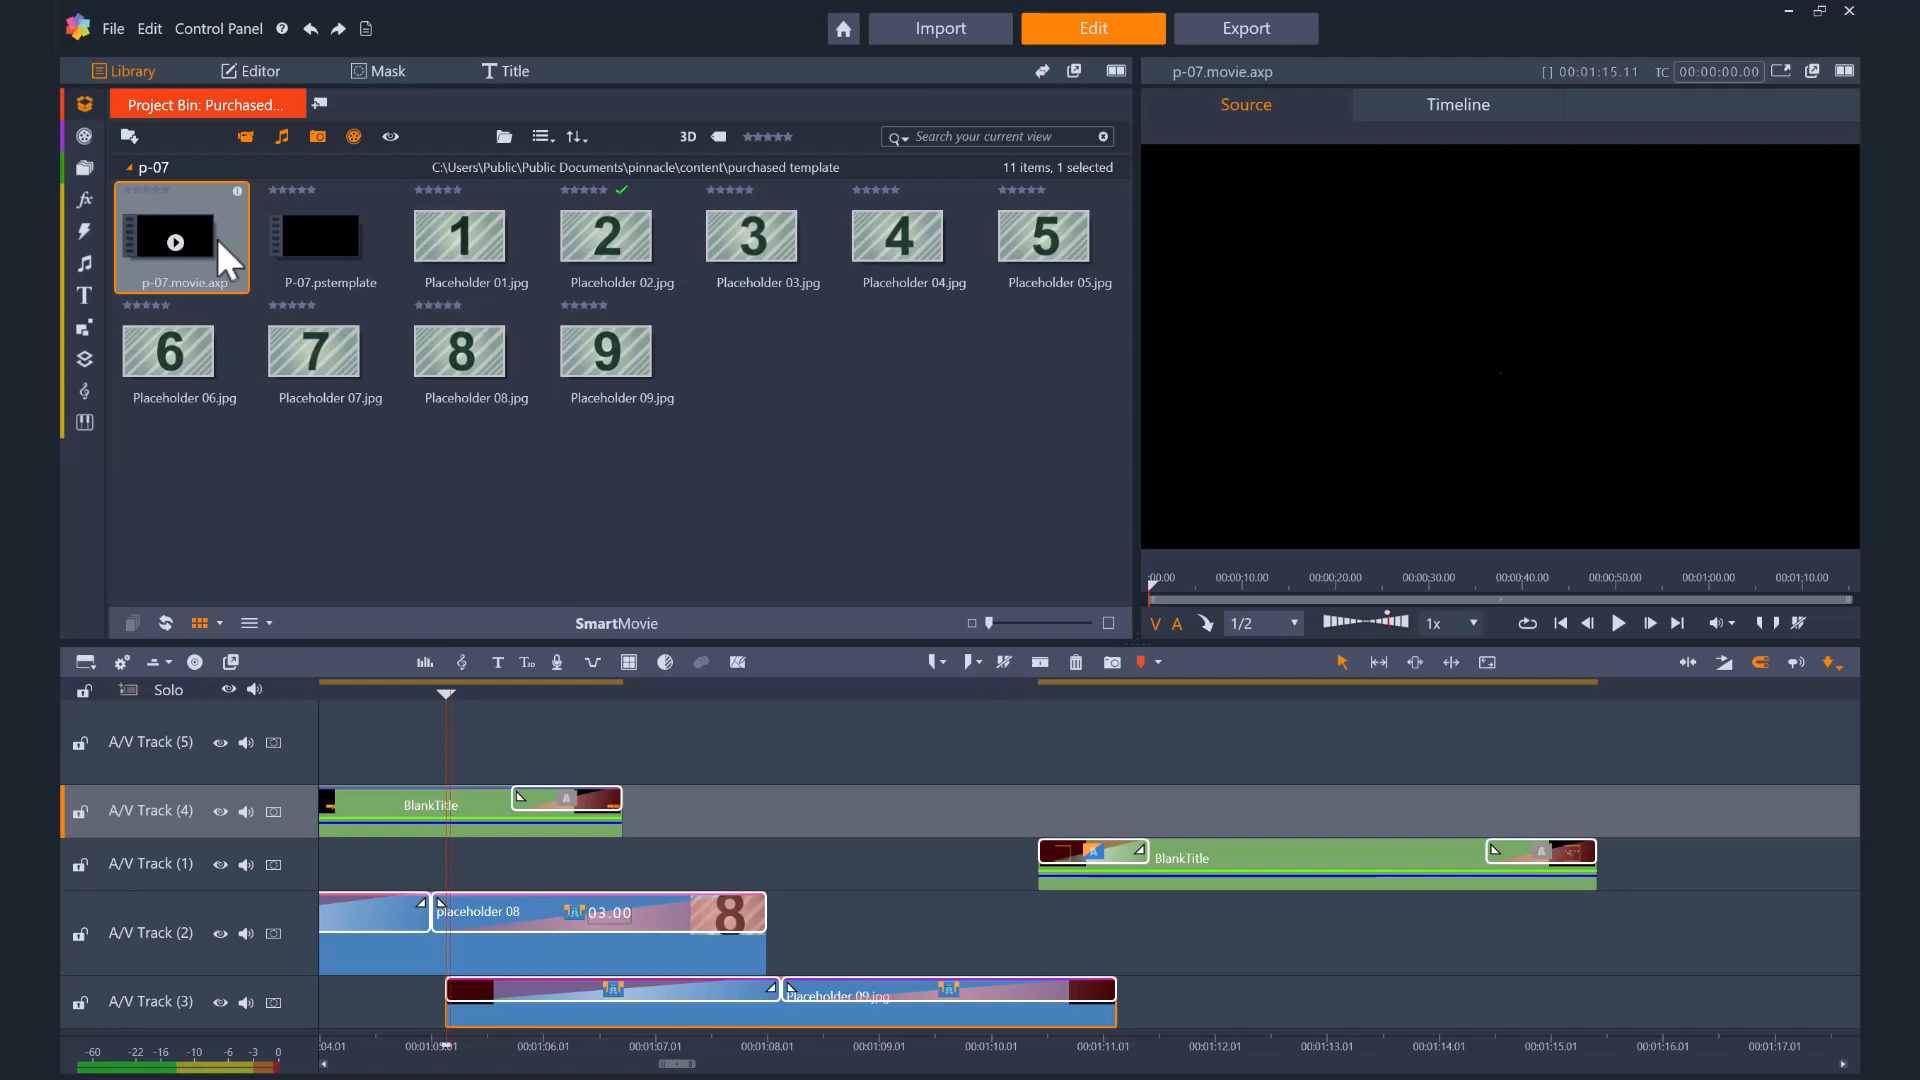 File Edit Control Panel ?
Import Edit Export
Library Editor Mask Title
p-07.movie.axp [] 00:01:15.11 TC 00:00:00.00
Project Bin: Purchased...
Source Timeline
3D Search your current view
p-07 C:\Users\Public\Public Documents\pinnacle\content\purchased template 11 items, 1 selected
1 2 3 4 5
p-07.movie.axp P-07.pstemplate Placeholder 01.jpg Placeholder 02.jpg Placeholder 03.jpg Placeholder 04.jpg Placeholder 05.jpg
6 7 8 9
Placeholder 06.jpg Placeholder 07.jpg Placeholder 08.jpg Placeholder 09.jpg
:00.00 00:00:10.00 00:00:20.00 00:00:30.00 00:00:40.00 00:00:50.00 00:01:00.00 00:01:10.00
SmartMovie
V A 1/2 1x
Solo
A/V Track (5)
A/V Track (4) BlankTitle A
A/V Track (1) A BlankTitle A
A/V Track (2) placeholder 08 A 03.00 8
A/V Track (3) A Placeholder 09.jpg A
:04.01 00:01:05.01 00:01:06.01 00:01:07.01 00:01:08.01 00:01:09.01 00:01:10.01 00:01:11.01 00:01:12.01 00:01:13.01 00:01:14.01 00:01:15.01 00:01:16.01 00:01:17.01
-60 -22 -16 -10 -6 -3 0